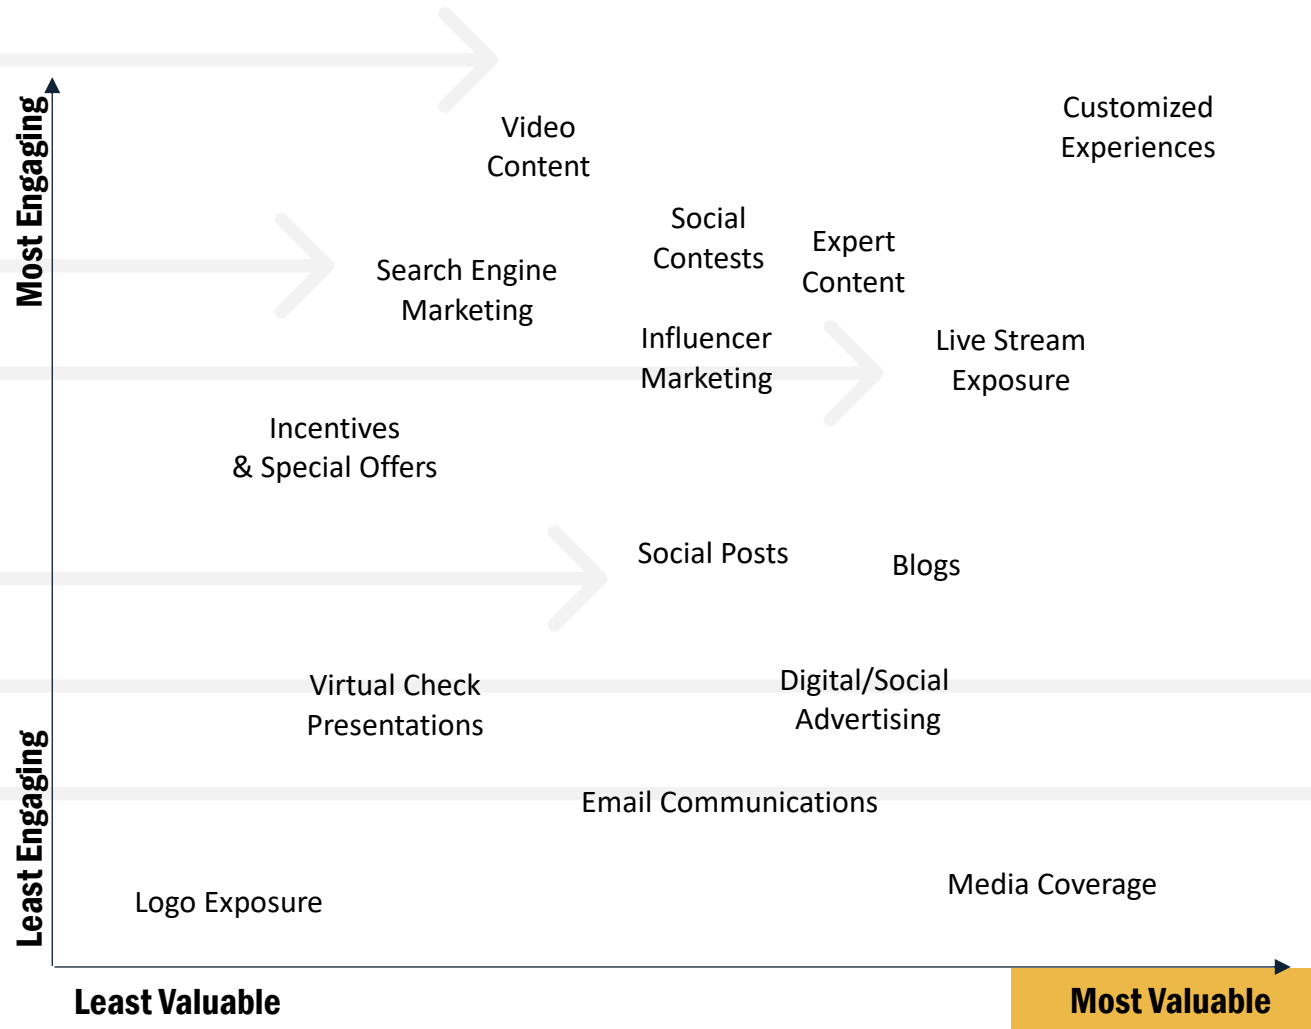 Most Engaging
Video
Content
Customized
Experiences
Social
Contests
Expert
Content
Search Engine
Marketing
Influencer
Marketing
Live Stream
Exposure
Incentives
& Special Offers
Social Posts
Blogs
Virtual Check
Presentations
Digital/Social
Advertising
Least Engaging
Email Communications
Media Coverage
Logo Exposure
Least Valuable
Most Valuable